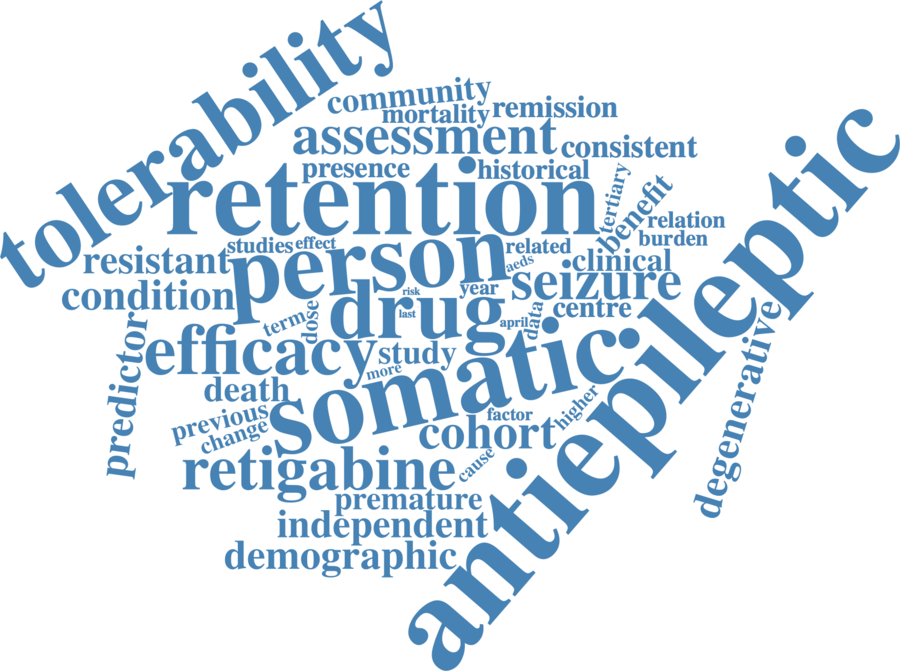 tolerability
community
mortality
remission
assessment
consistent
presence
historical
retention
tertiary
benefit
relation
burden
studies
effect
related
resistant
person
aeds
clinical
condition
risk
year
seizure
drug
last
centre
term
dose
april
data
predictor
efficacy
study
more
somatic
antiepileptic
degenerative
death
previous
change
factor
higher
cohort
retigabine
cause
premature
independent
demographic